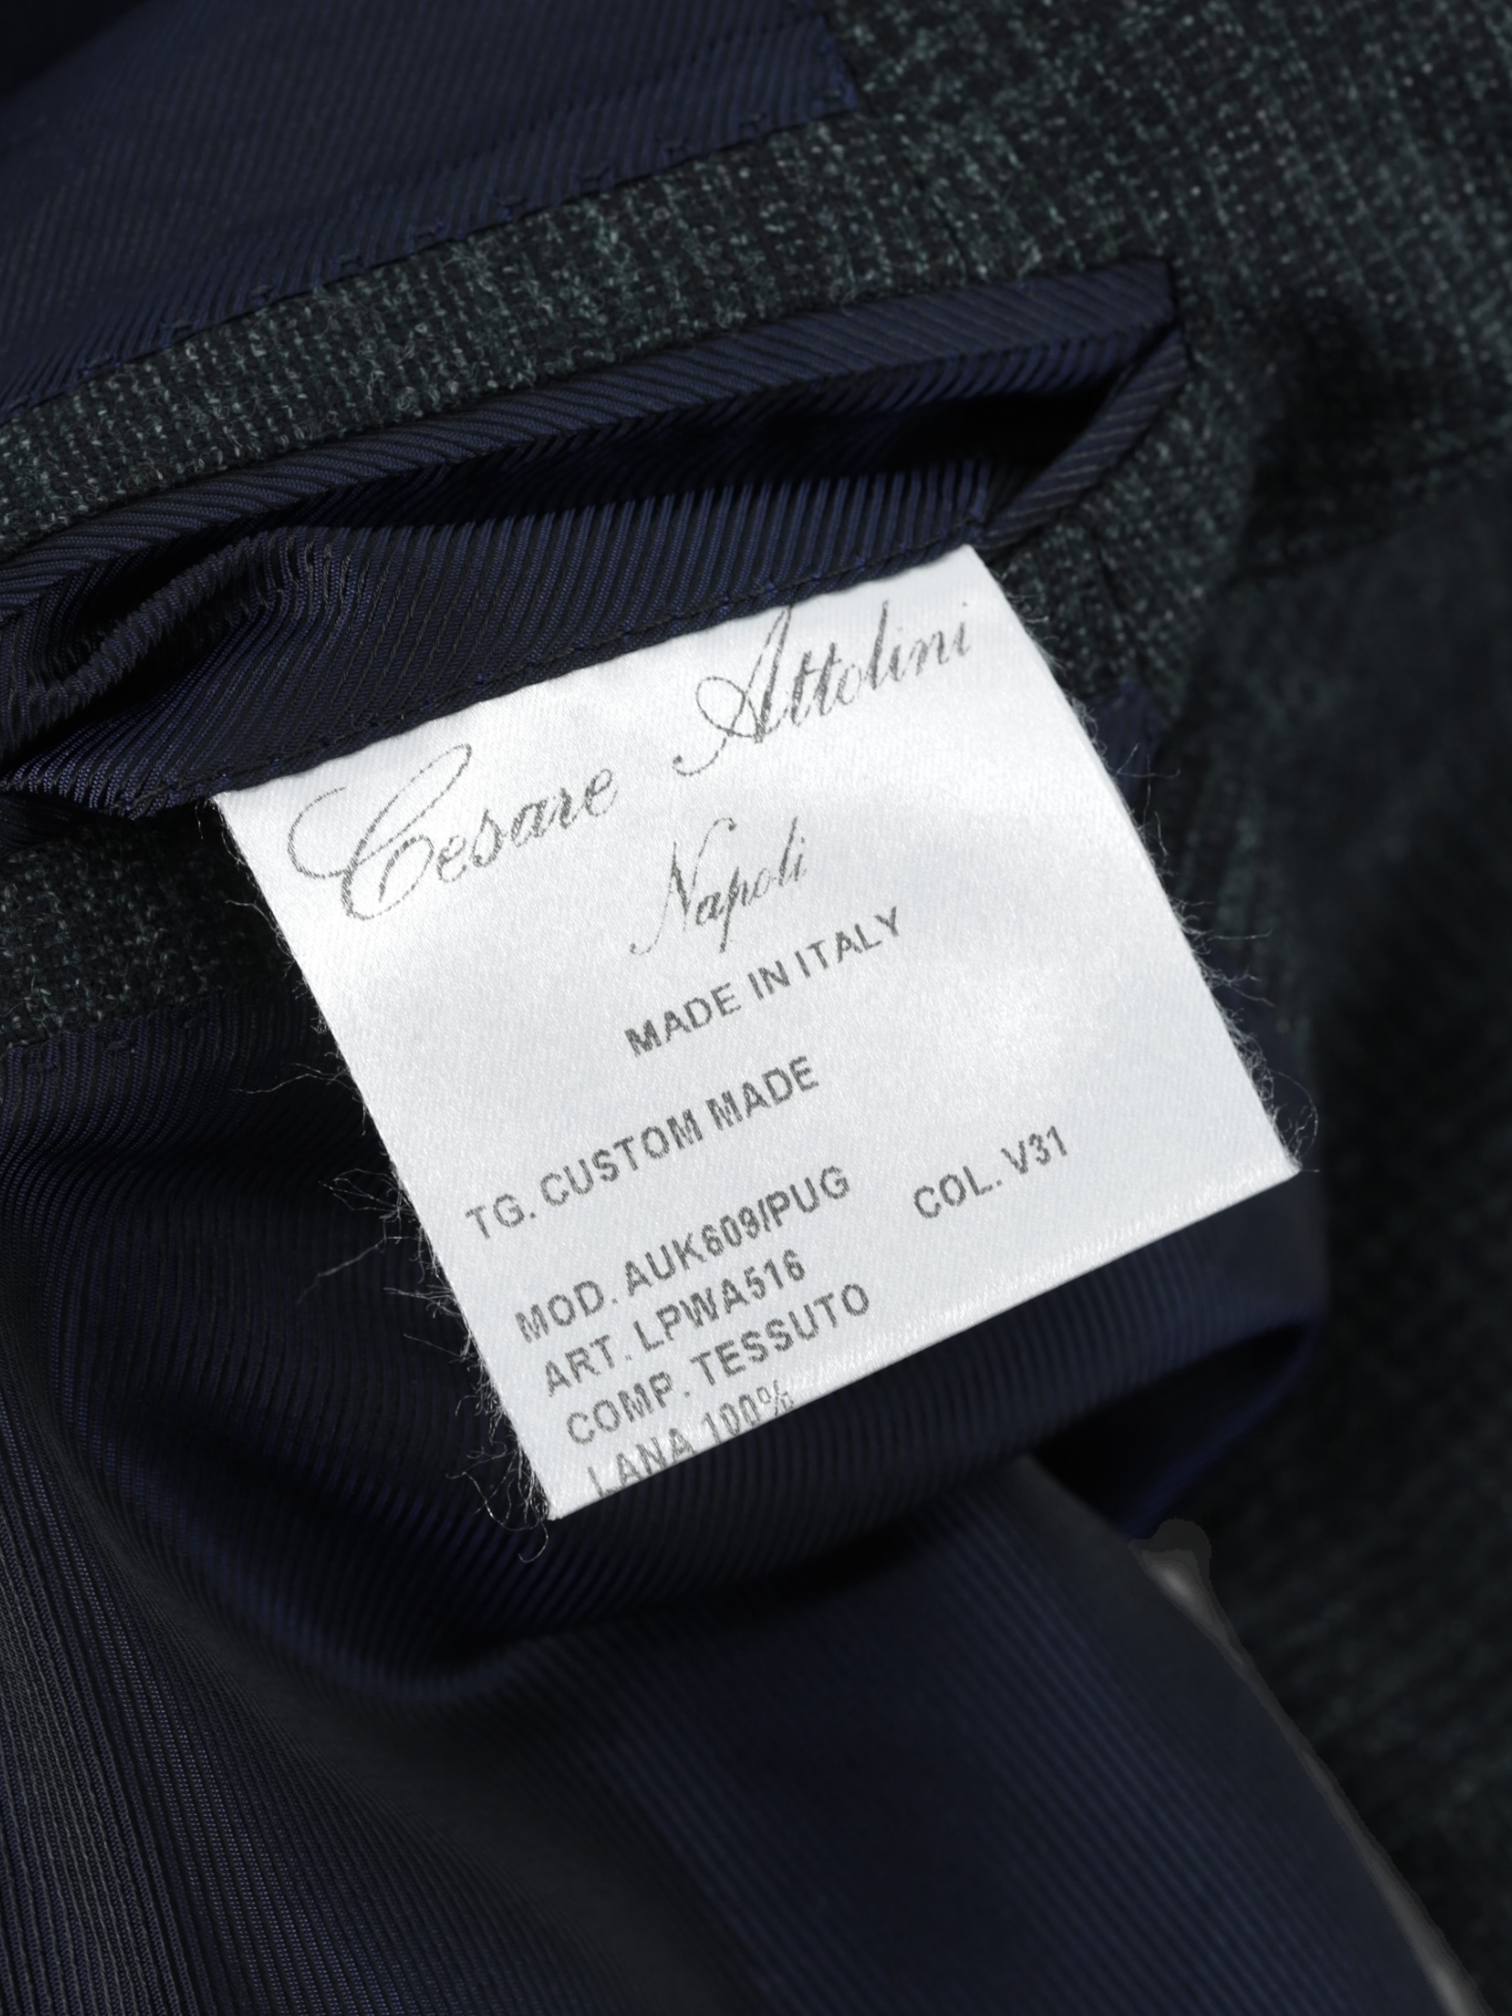 Cesare Attolini
Napoli
MADE IN ITALY
TG. CUSTOM MADE
MOD. AUK609/PUG COL. V31
ART. LPWA516
COMP. TESSUTO
LANA 100%